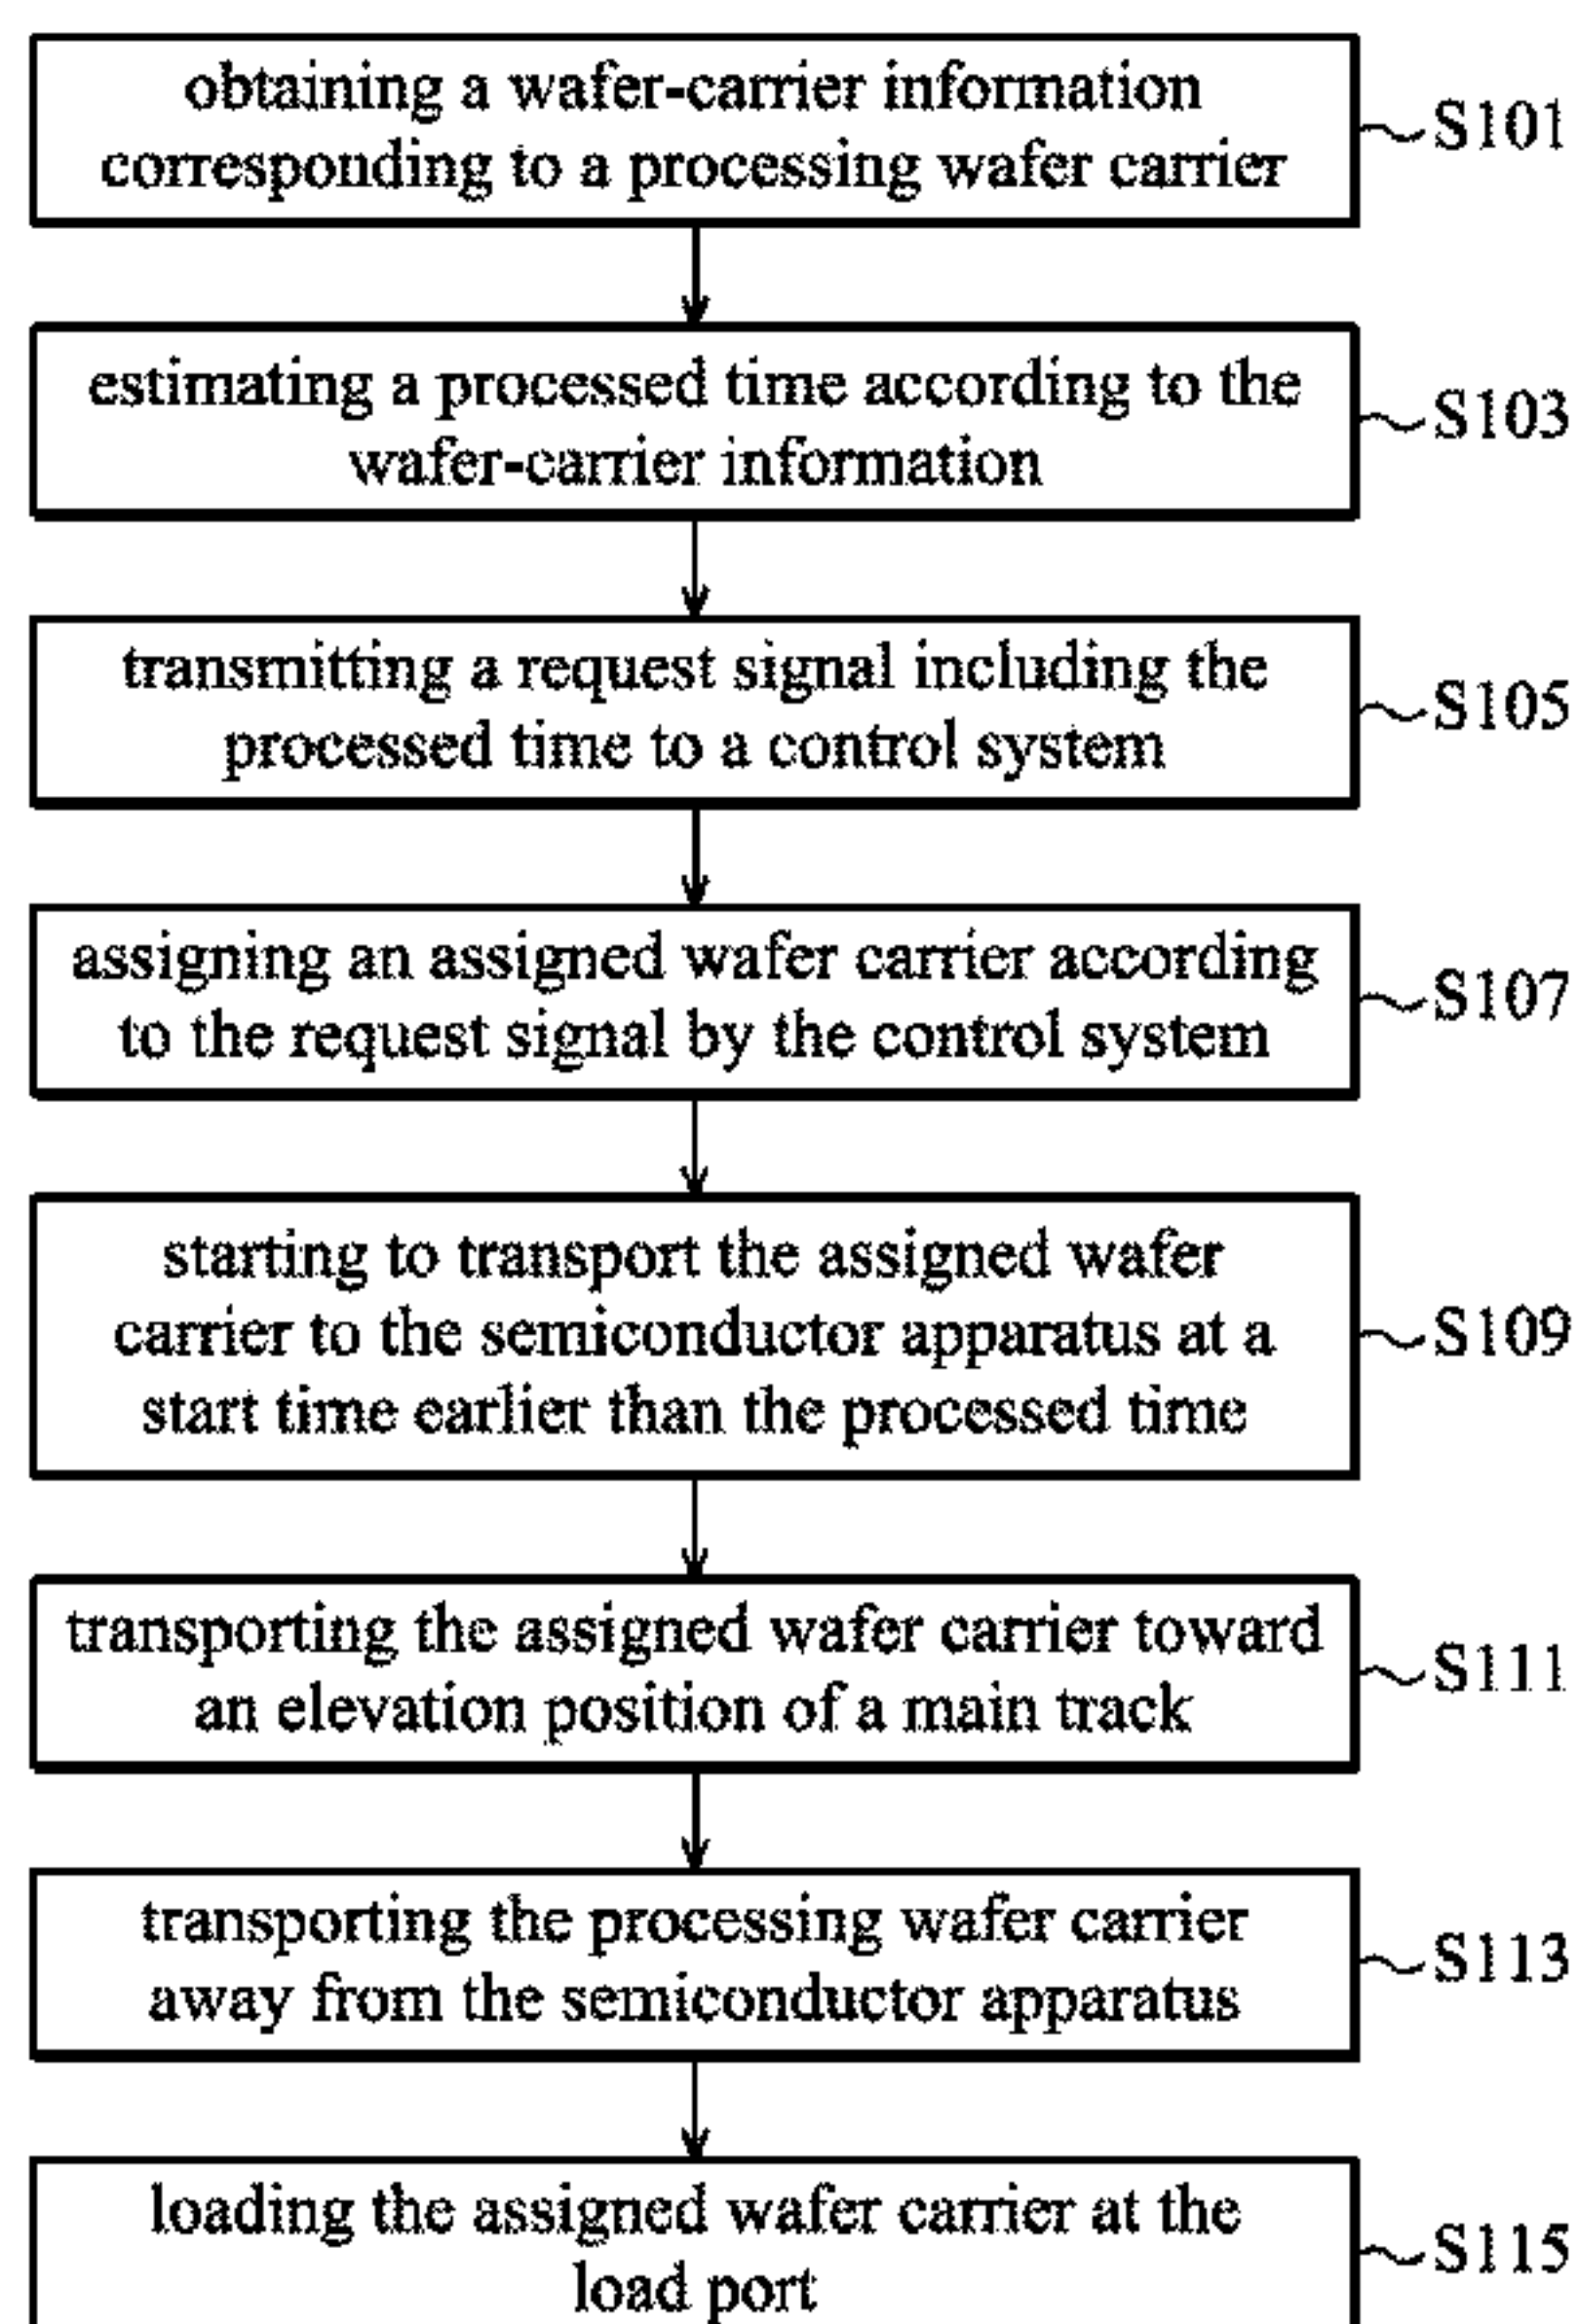 obtaining a wafer-carrier information
corresponding to a processing wafer carrier
S101
estimating a processed time according to the
wafer-carrier information
S103
transmitting a request signal including the
processed time to a control system
S105
assigning an assigned wafer carrier according
to the request signal by the control system
S107
starting to transport the assigned wafer
carrier to the semiconductor apparatus at a
start time earlier than the processed time
S109
transporting the assigned wafer carrier toward
an elevation position of a main track
S111
transporting the processing wafer carrier
away from the semiconductor apparatus
S113
loading the assigned wafer carrier at the
load port
S115